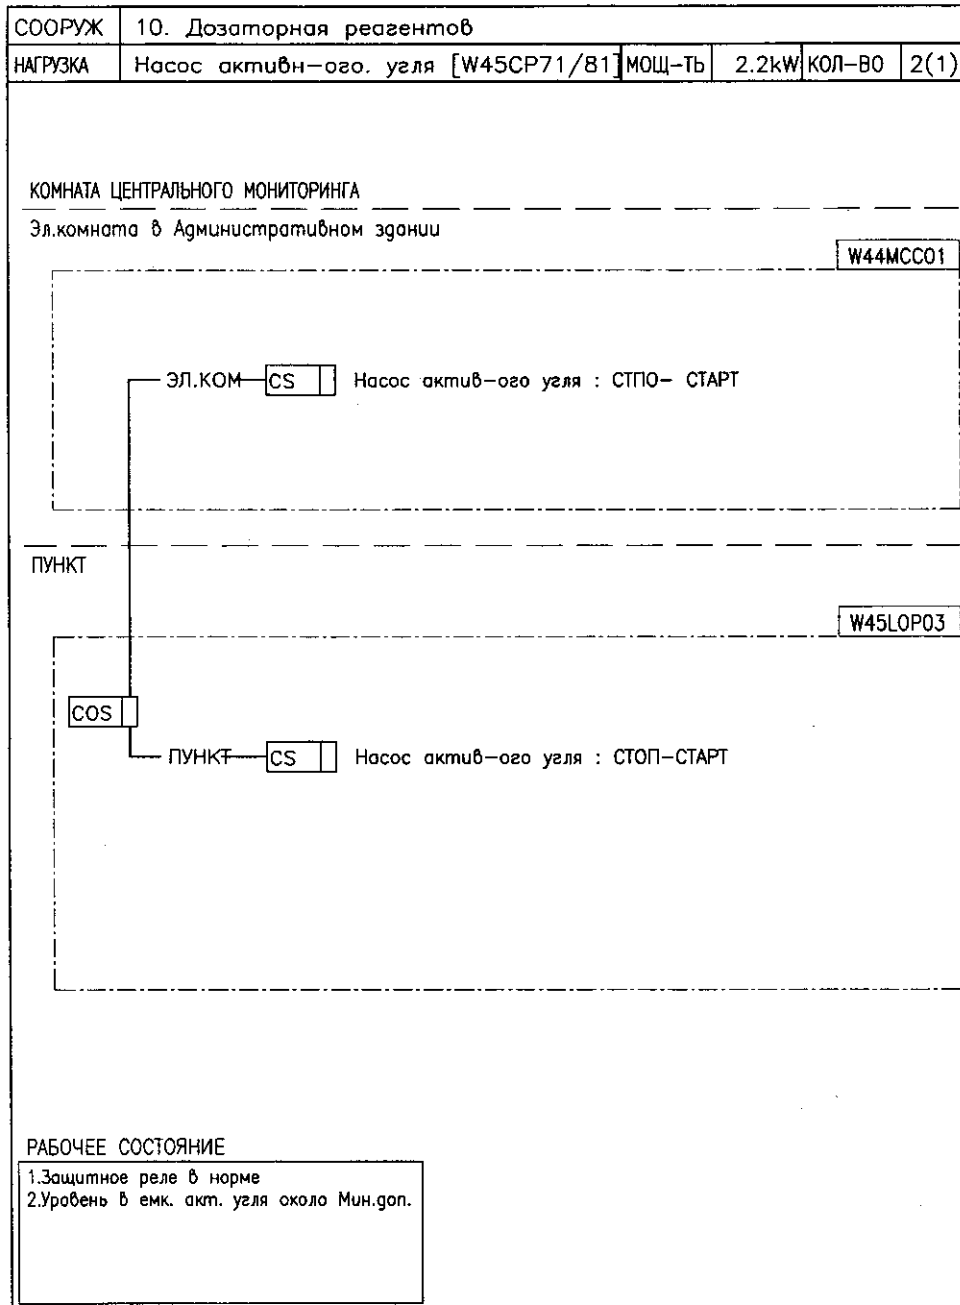 СООРУЖ 10. Дозаторная реагентов
НАГРУЗКА Насос активн-ого. угля [W45CP71/81] МОЩ-ТЬ 2.2kW КОЛ-ВО 2(1)
КОМНАТА ЦЕНТРАЛЬНОГО МОНИТОРИНГА
Эл.комната в Административном здании
W44MCC01
ЭЛ.КОМ CS Насос актив-ого угля : СТПО- СТАРТ
ПУНКТ
W45LOP03
COS
ПУНКТ CS Насос актив-ого угля : СТОП-СТАРТ
РАБОЧЕЕ СОСТОЯНИЕ
1.Защитное реле в норме
2.Уровень в емк. акт. угля около Мин.доп.